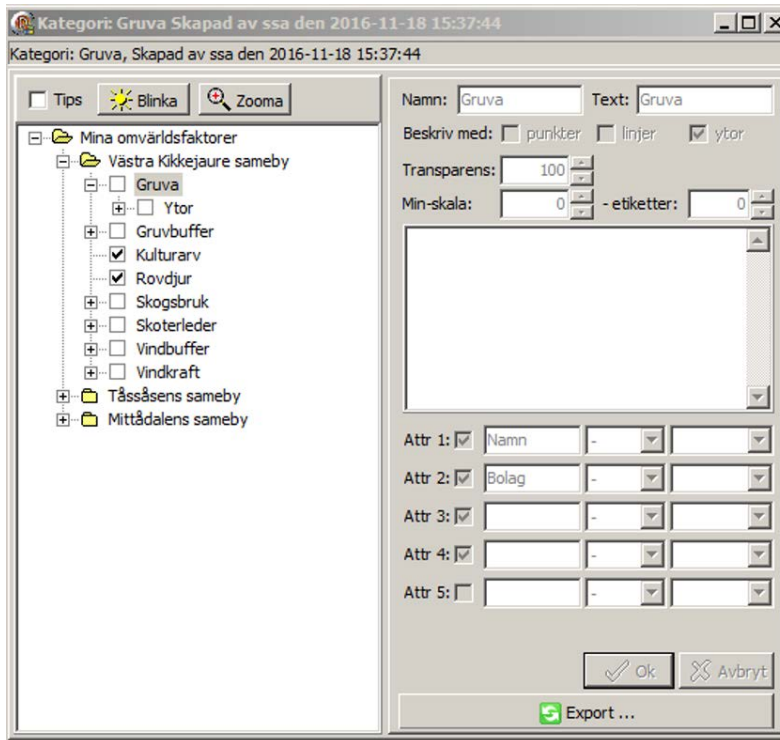 Kategori: Gruva Skapad av ssa den 2016-11-18 15:37:44
Kategori: Gruva, Skapad av ssa den 2016-11-18 15:37:44
Tips Blinka Zooma
Mina omvärldsfaktorer
Västra Kikkejaure sameby
Gruva
Ytor
Gruvbuffer
Kulturarv
Rovdjur
Skogsbruk
Skoterleder
Vindbuffer
Vindkraft
Tåssåsens sameby
Mittådalens sameby
Namn: Gruva Text: Gruva
Beskriv med: punkter linjer ytor
Transparens: 100
Min-skala: 0 - etiketter: 0
Attr 1: Namn -
Attr 2: Bolag -
Attr 3: -
Attr 4: -
Attr 5: -
Ok Avbryt
Export ...